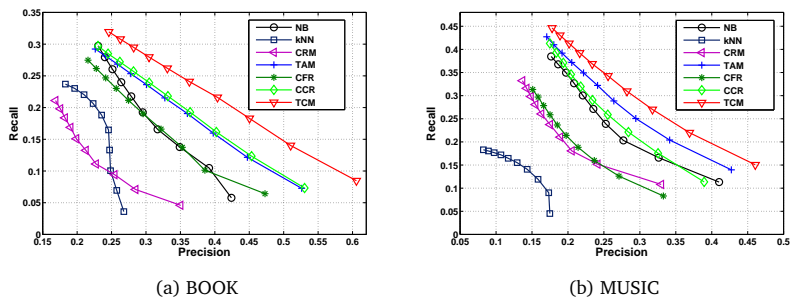 0.35
0.3
0.25
0.2
0.15
0.1
0.05
0
Recall
NB
kNN
CRM
TAM
CFR
CCR
TCM
0.15 0.2 0.25 0.3 0.35 0.4 0.45 0.5 0.55 0.6
Precision
(a) BOOK
0.45
0.4
0.35
0.3
0.25
0.2
0.15
0.1
0.05
0
Recall
NB
kNN
CRM
TAM
CFR
CCR
TCM
0.05 0.1 0.15 0.2 0.25 0.3 0.35 0.4 0.45 0.5
Precision
(b) MUSIC